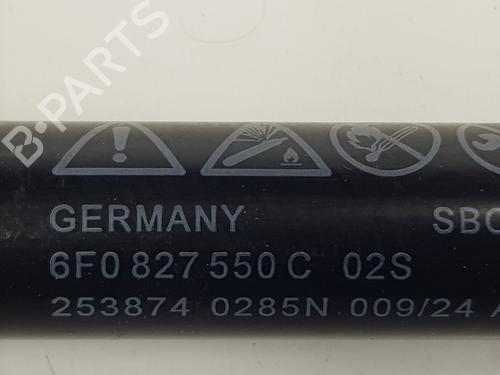 B-PARTS
GERMANY SBC
6F0 827 550 C 02S
253874 0285N 009/24 A